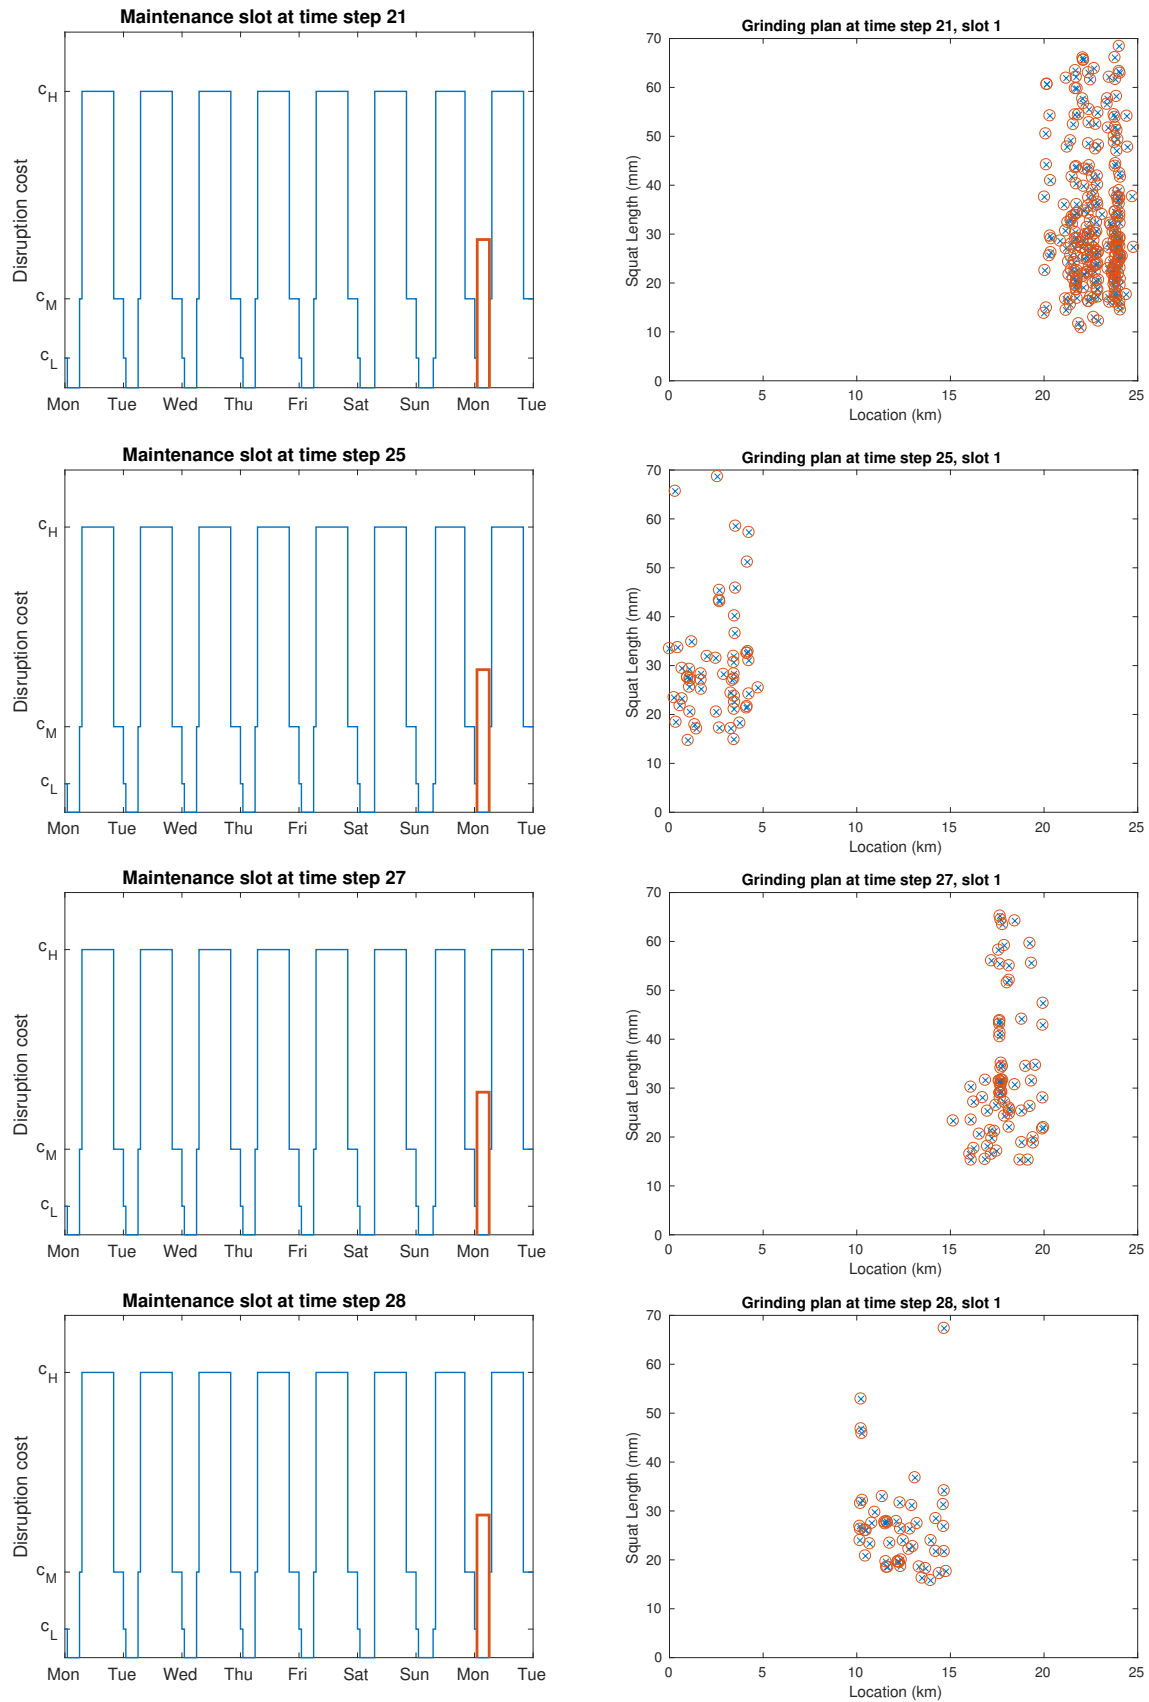 Maintenance slot at time step 21
Disruption cost
c_H
c_M
c_L
Mon Tue Wed Thu Fri Sat Sun Mon Tue
Grinding plan at time step 21, slot 1
Squat Length (mm)
70
60
50
40
30
20
10
0
0 5 10 15 20 25
Location (km)
Maintenance slot at time step 25
Disruption cost
c_H
c_M
c_L
Mon Tue Wed Thu Fri Sat Sun Mon Tue
Grinding plan at time step 25, slot 1
Squat Length (mm)
70
60
50
40
30
20
10
0
0 5 10 15 20 25
Location (km)
Maintenance slot at time step 27
Disruption cost
c_H
c_M
c_L
Mon Tue Wed Thu Fri Sat Sun Mon Tue
Grinding plan at time step 27, slot 1
Squat Length (mm)
70
60
50
40
30
20
10
0
0 5 10 15 20 25
Location (km)
Maintenance slot at time step 28
Disruption cost
c_H
c_M
c_L
Mon Tue Wed Thu Fri Sat Sun Mon Tue
Grinding plan at time step 28, slot 1
Squat Length (mm)
70
60
50
40
30
20
10
0
0 5 10 15 20 25
Location (km)